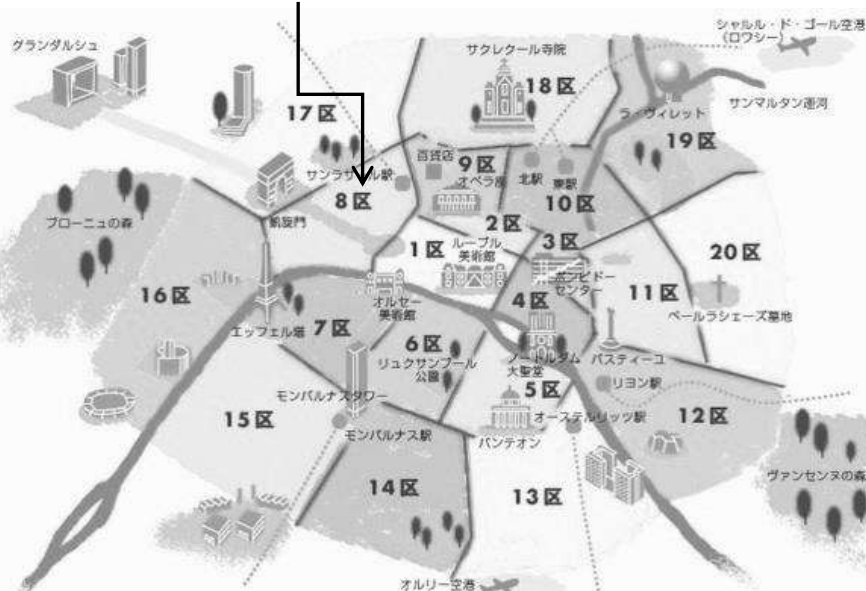 シャルル・ド・ゴール空港
（ロワシー）
グランダルシュ
サクレクール寺院
18区
17区
ラ・ヴィレット
サンマルタン運河
19区
百貨店
9区
オペラ座
北駅
東駅
サンラザール駅
8区
10区
凱旋門
ブローニュの森
2区
1区
ルーブル
美術館
3区
ポンピドー
センター
20区
16区
11区
オルセー
美術館
4区
ペールラシェーズ墓地
エッフェル塔
7区
6区
リュクサンブール
公園
ノートルダム
大聖堂
バスティーユ
リヨン駅
5区
モンパルナスタワー
15区
オーステルリッツ駅
12区
モンパルナス駅
パンテオン
ヴァンセンヌの森
14区
13区
オルリー空港